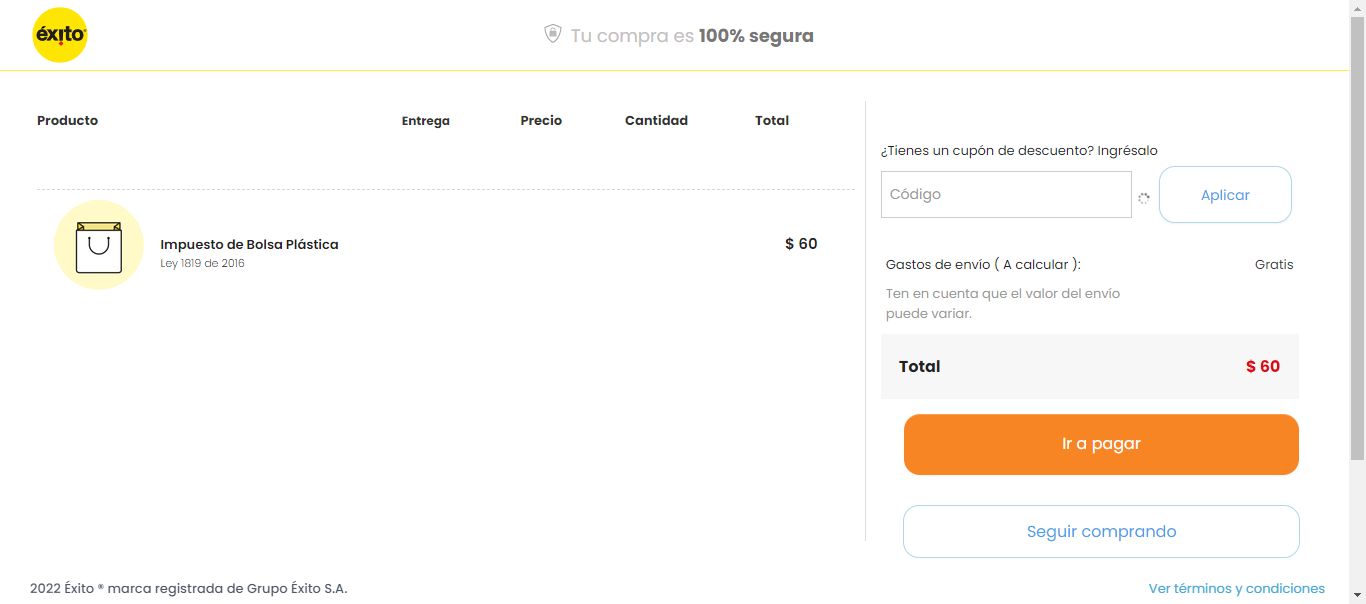 éxito
Tu compra es 100% segura
Producto Entrega Precio Cantidad Total
Impuesto de Bolsa Plástica $ 60
Ley 1819 de 2016
¿Tienes un cupón de descuento? Ingrésalo
Código Aplicar
Gastos de envío ( A calcular ): Gratis
Ten en cuenta que el valor del envío
puede variar.
Total $ 60
Ir a pagar
Seguir comprando
2022 Éxito ® marca registrada de Grupo Éxito S.A. Ver términos y condiciones